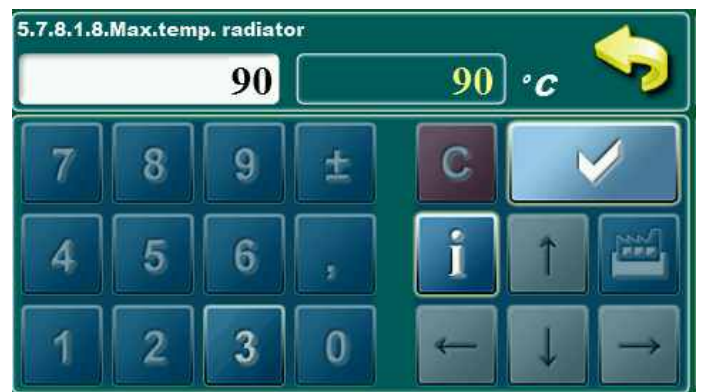 5.7.8.1.8.Max.temp. radiator
90 90 °C
7 8 9 ± C
4 5 6 , i ↑
1 2 3 0 ← ↓ →